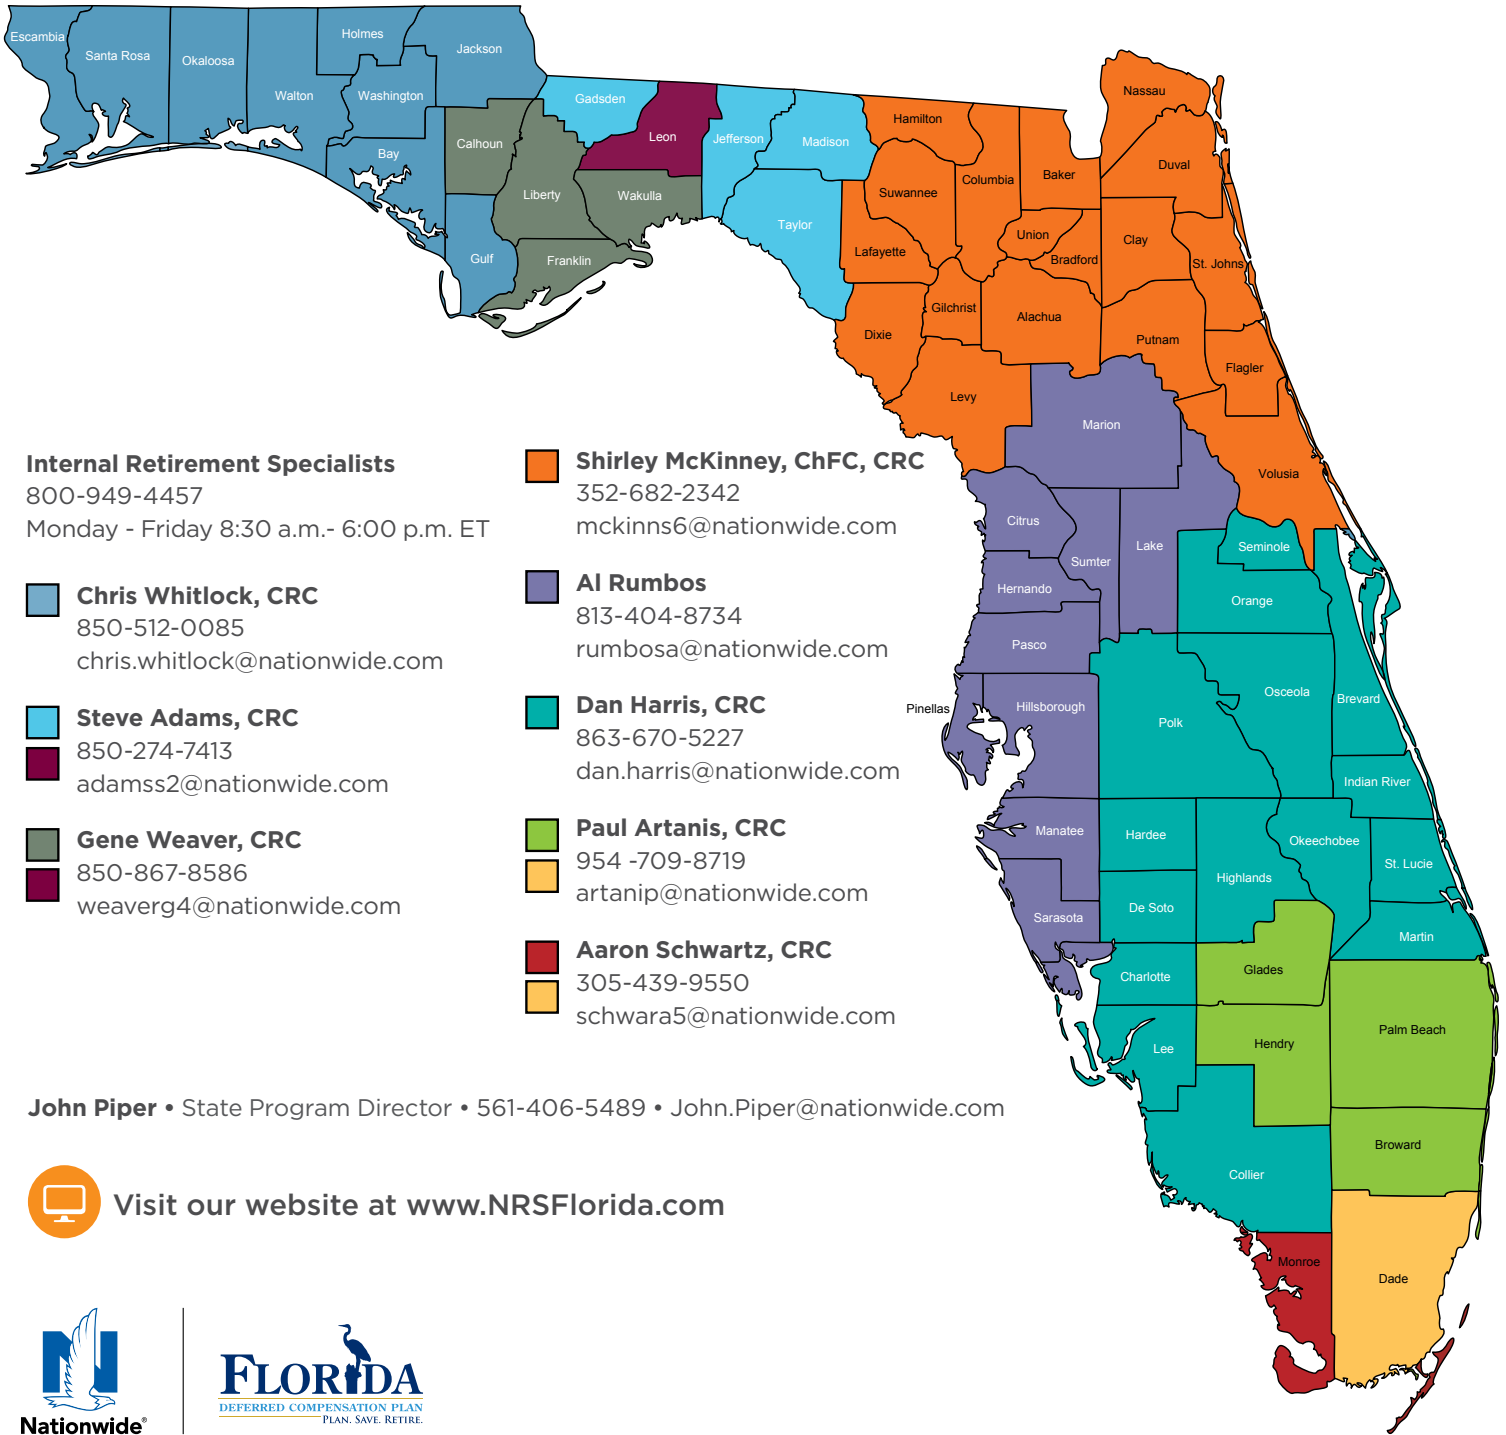 Escambia
Santa Rosa
Okaloosa
Walton
Holmes
Washington
Jackson
Bay
Calhoun
Gulf
Liberty
Franklin
Gadsden
Leon
Wakulla
Jefferson
Madison
Taylor
Hamilton
Suwannee
Lafayette
Dixie
Columbia
Gilchrist
Levy
Baker
Union
Bradford
Alachua
Nassau
Duval
Clay
St. Johns
Putnam
Flagler
Volusia
Marion
Citrus
Sumter
Lake
Hernando
Pasco
Pinellas
Hillsborough
Manatee
Sarasota
Seminole
Orange
Osceola
Brevard
Polk
Indian River
Hardee
Highlands
Okeechobee
St. Lucie
De Soto
Martin
Charlotte
Glades
Lee
Hendry
Palm Beach
Collier
Broward
Monroe
Dade
Internal Retirement Specialists
800-949-4457
Monday - Friday 8:30 a.m.- 6:00 p.m. ET
Chris Whitlock, CRC
850-512-0085
chris.whitlock@nationwide.com
Steve Adams, CRC
850-274-7413
adamss2@nationwide.com
Gene Weaver, CRC
850-867-8586
weaverg4@nationwide.com
Shirley McKinney, ChFC, CRC
352-682-2342
mckinns6@nationwide.com
Al Rumbos
813-404-8734
rumbosa@nationwide.com
Dan Harris, CRC
863-670-5227
dan.harris@nationwide.com
Paul Artanis, CRC
954 -709-8719
artanip@nationwide.com
Aaron Schwartz, CRC
305-439-9550
schwara5@nationwide.com
John Piper • State Program Director • 561-406-5489 • John.Piper@nationwide.com
Visit our website at www.NRSFlorida.com
N
Nationwide®
FLORIDA
DEFERRED COMPENSATION PLAN
PLAN. SAVE. RETIRE.